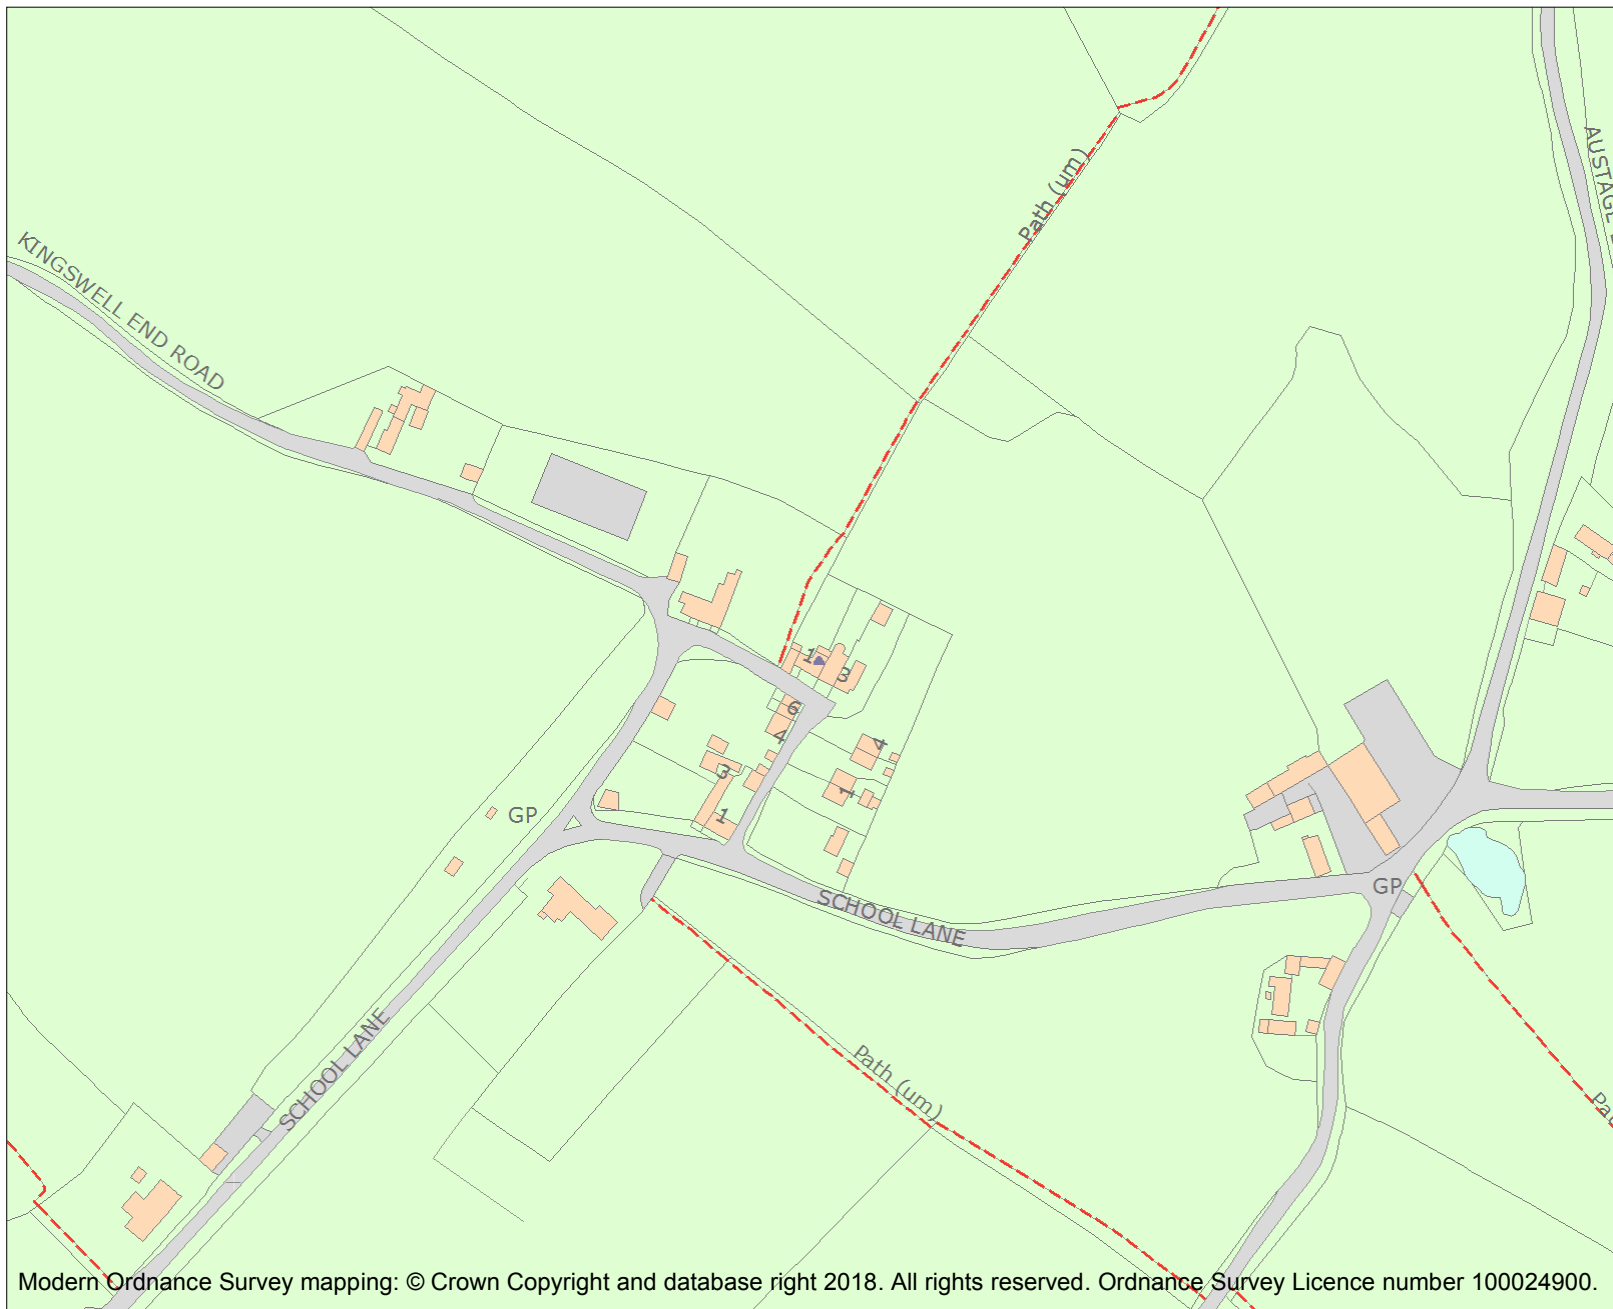 AUSTAGE
Path (um)
KINGSWELL END ROAD
1
3
6
4
4
3
1
1
GP
GP
SCHOOL LANE
SCHOOL LANE
Path (um)
Modern Ordnance Survey mapping: © Crown Copyright and database right 2018. All rights reserved. Ordnance Survey Licence number 100024900.